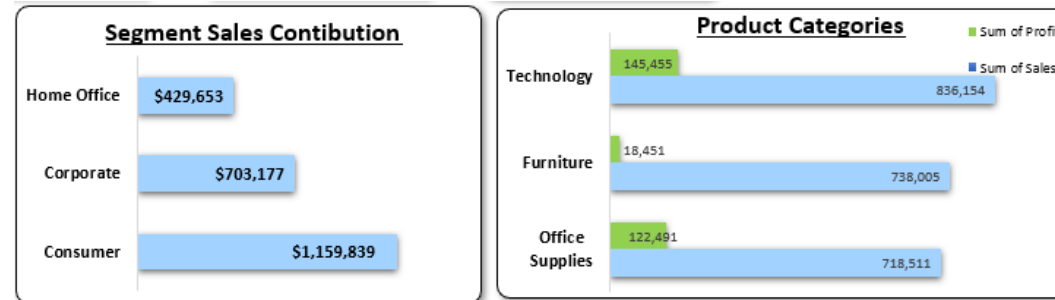 Segment Sales Contibution
Home Office
$429,653
Corporate
$703,177
Consumer
$1,159,839
Product Categories
Sum of Profi
Sum of Sales
Technology
145,455
836,154
Furniture
18,451
738,005
Office
Supplies
122,491
718,511